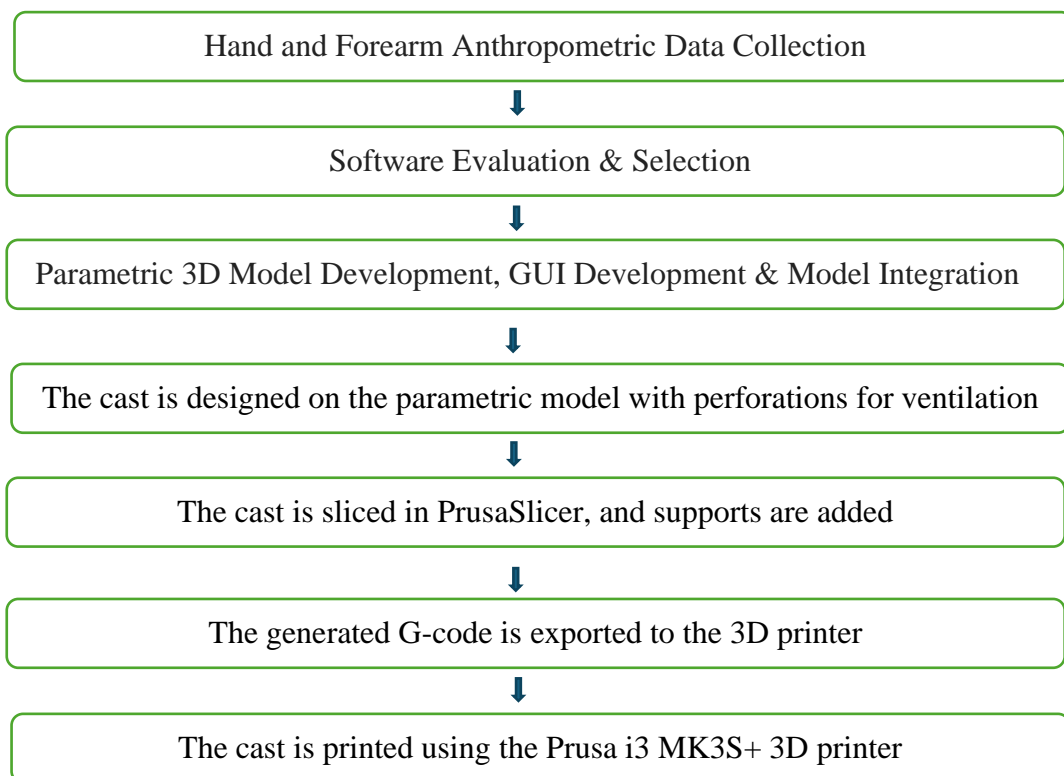 Hand and Forearm Anthropometric Data Collection
Software Evaluation & Selection
Parametric 3D Model Development, GUI Development & Model Integration
The cast is designed on the parametric model with perforations for ventilation
The cast is sliced in PrusaSlicer, and supports are added
The generated G-code is exported to the 3D printer
The cast is printed using the Prusa i3 MK3S+ 3D printer